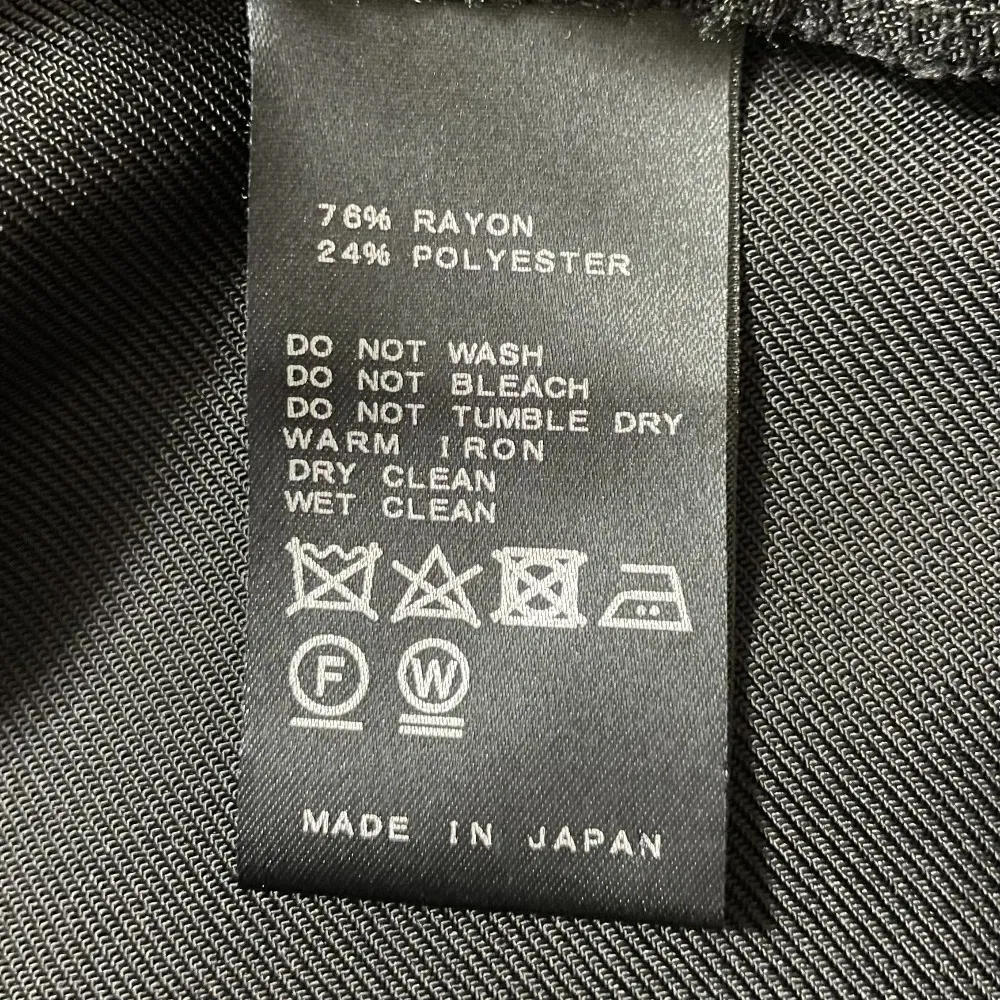 76% RAYON
24% POLYESTER
DO NOT WASH
DO NOT BLEACH
DO NOT TUMBLE DRY
WARM IRON
DRY CLEAN
WET CLEAN
F W
MADE IN JAPAN